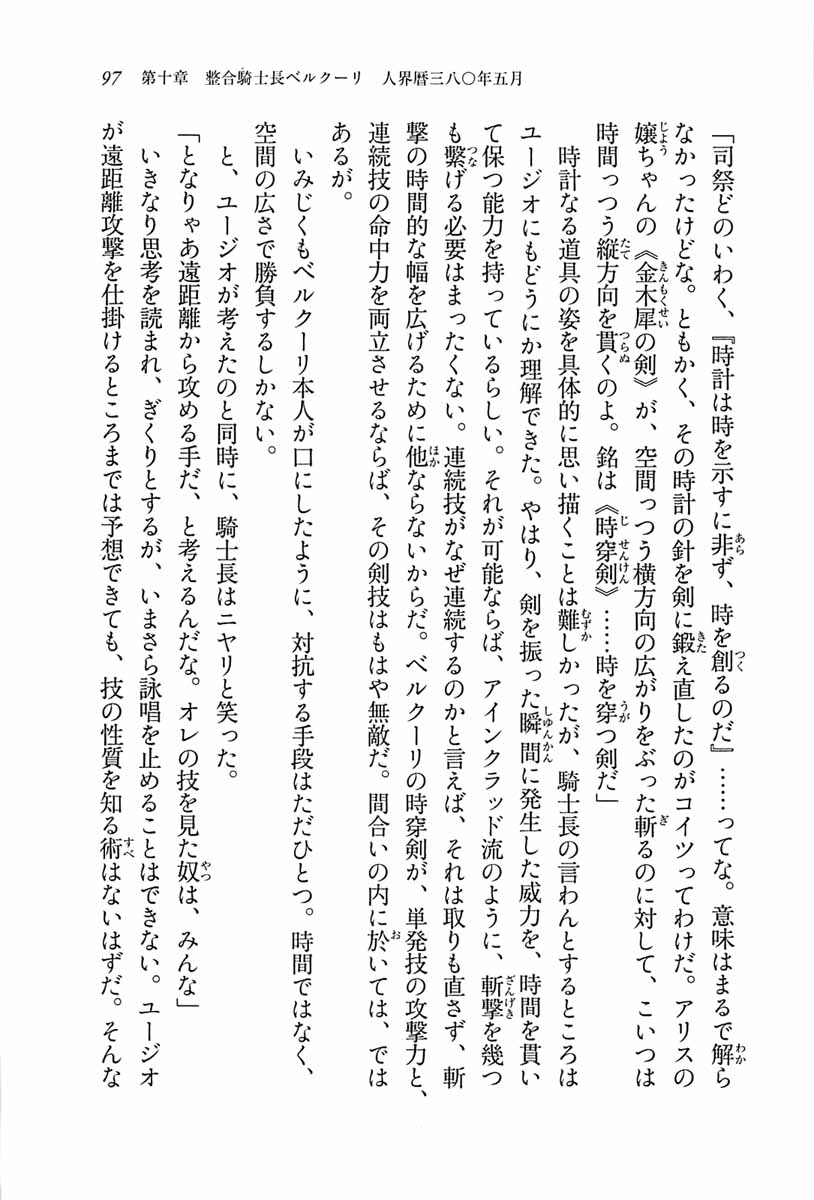 97 第十章 整合騎士長ベルクーリ 人界暦三八〇年五月
「司祭どのいわく、『時計は時を示すに非ず、時を創るのだ』……ってな。意味はまるで解ら
なかったけどな。ともかく、その時計の針を剣に鍛え直したのがコイツってわけだ。アリスの
嬢ちゃんの《金木犀の剣》が、空間っつう横方向の広がりをぶった斬るのに対して、こいつは
時間っつう縦方向を貫くのよ。銘は《時穿剣》……時を穿つ剣だ」
時計なる道具の姿を具体的に思い描くことは難しかったが、騎士長の言わんとするところは
ユージオにもどうにか理解できた。やはり、剣を振った瞬間に発生した威力を、時間を貫い
て保つ能力を持っているらしい。それが可能ならば、アインクラッド流のように、斬撃を幾つ
も繋げる必要はまったくない。連続技がなぜ連続するのかと言えば、それは取りも直さず、斬
撃の時間的な幅を広げるために他ならないからだ。ベルクーリの時穿剣が、単発技の攻撃力と、
連続技の命中力を両立させるならば、その剣技はもはや無敵だ。間合いの内に於いては、では
あるが。
いみじくもベルクーリ本人が口にしたように、対抗する手段はただひとつ。時間ではなく、
空間の広さで勝負するしかない。
と、ユージオが考えたのと同時に、騎士長はニヤリと笑った。
「となりゃあ遠距離から攻める手だ、と考えるんだな。オレの技を見た奴は、みんな」
いきなり思考を読まれ、ぎくりとするが、いまさら詠唱を止めることはできない。ユージオ
が遠距離攻撃を仕掛けるところまでは予想できても、技の性質を知る術はないはずだ。そんな